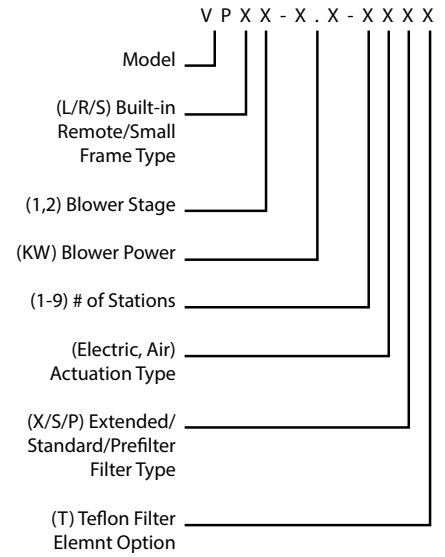 V P X X - X . X - X X X X
Model
(L/R/S) Built-in
Remote/Small
Frame Type
(1,2) Blower Stage
(KW) Blower Power
(1-9) # of Stations
(Electric, Air)
Actuation Type
(X/S/P) Extended/
Standard/Prefilter
Filter Type
(T) Teflon Filter
Elemnt Option